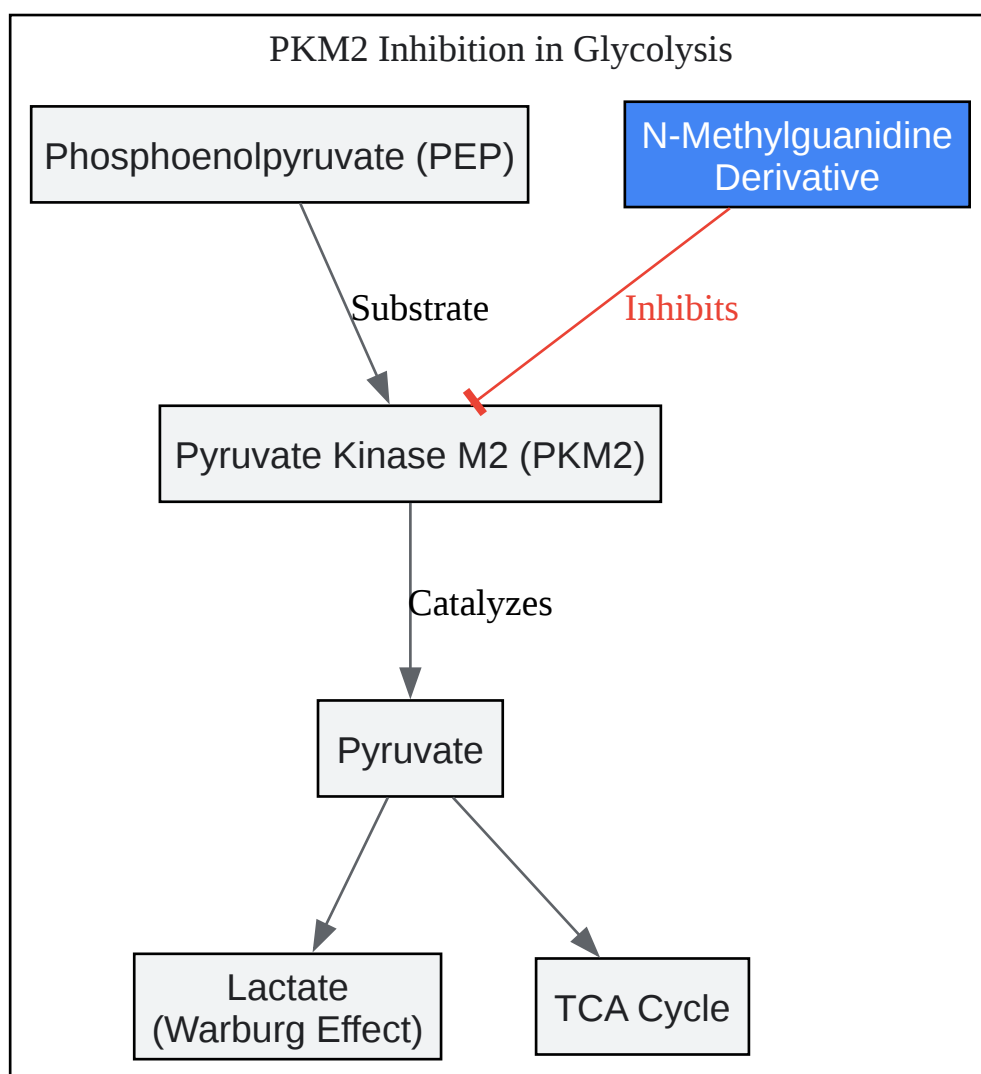 PKM2 Inhibition in Glycolysis
Phosphoenolpyruvate (PEP)
N-Methylguanidine
Derivative
Substrate
Inhibits
Pyruvate Kinase M2 (PKM2)
Catalyzes
Pyruvate
Lactate
(Warburg Effect)
TCA Cycle